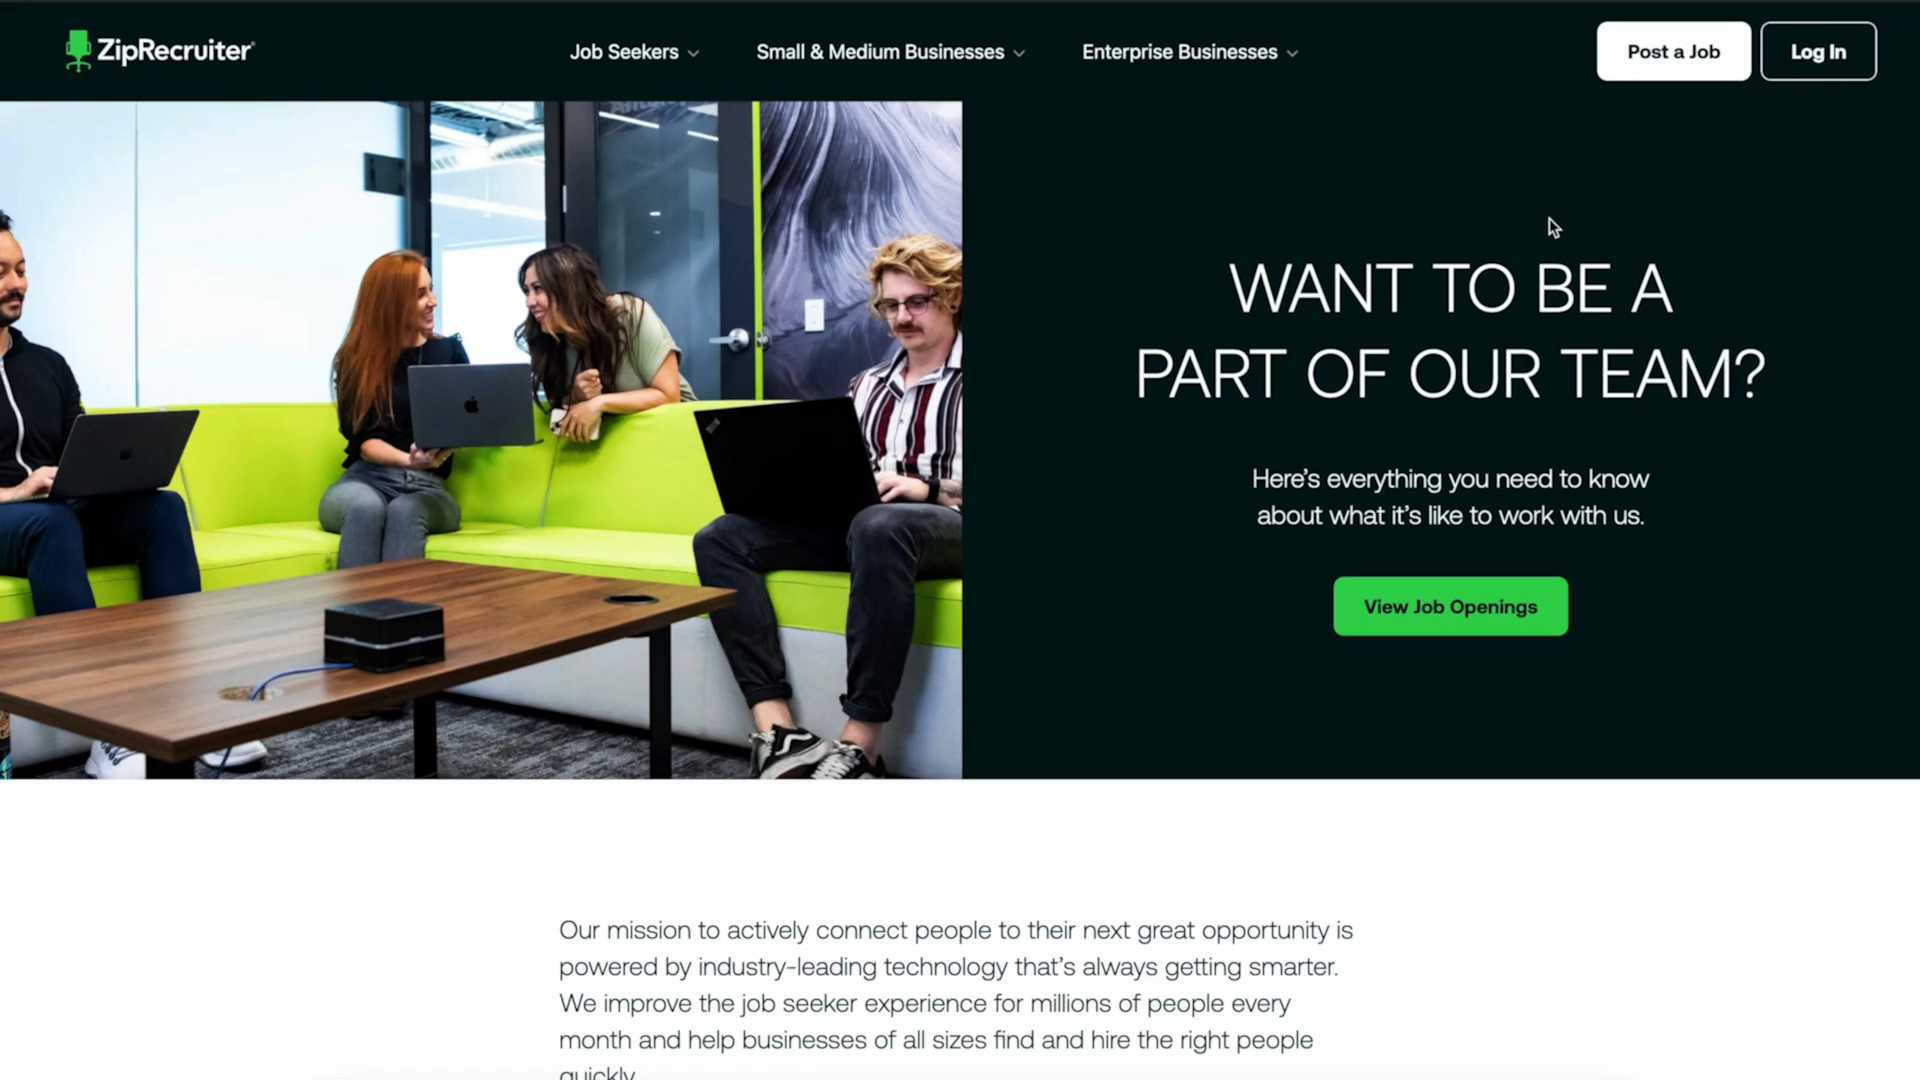 ZipRecruiter
Job Seekers
Small & Medium Businesses
Enterprise Businesses
Post a Job
Log In
WANT TO BE A
PART OF OUR TEAM?
Here's everything you need to know
about what it's like to work with us.
View Job Openings
Our mission to actively connect people to their next great opportunity is
powered by industry-leading technology that's always getting smarter.
We improve the job seeker experience for millions of people every
month and help businesses of all sizes find and hire the right people
quickly.